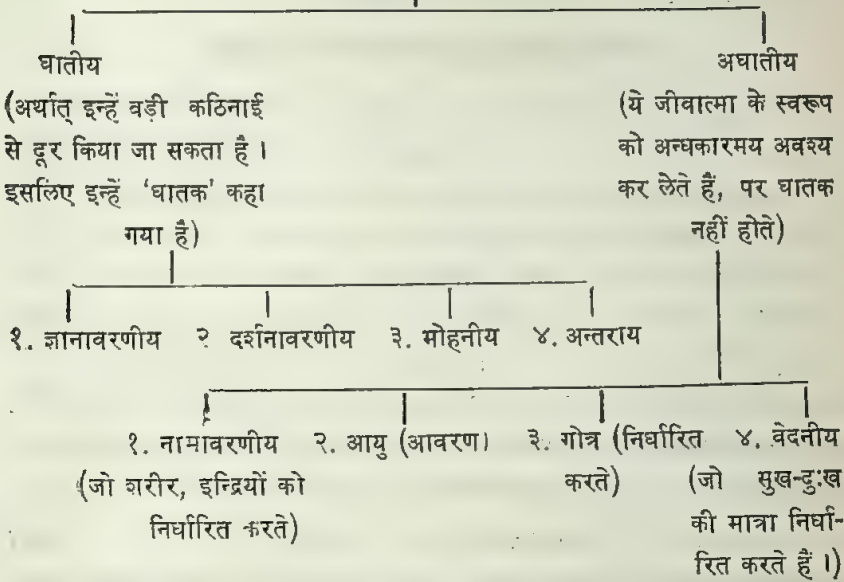 घातीय
(अर्थात् इन्हें वड़ी कठिनाई
से दूर किया जा सकता है ।
इसलिए इन्हें ‘घातक’ कहा
गया है)
अघातीय
(ये जीवात्मा के स्वरूप
को अन्धकारमय अवश्य
कर लेते हैं, पर घातक
नहीं होते)
१. ज्ञानावरणीय २ दर्शनावरणीय ३. मोहनीय ४. अन्तराय
१. नामावरणीय २. आयु (आवरण) ३. गोत्र (निर्धारित ४. वेदनीय
(जो शरीर, इन्द्रियों को करते) (जो सुख-दुःख
निर्धारित करते) की मात्रा निर्धा-
रित करते हैं ।)